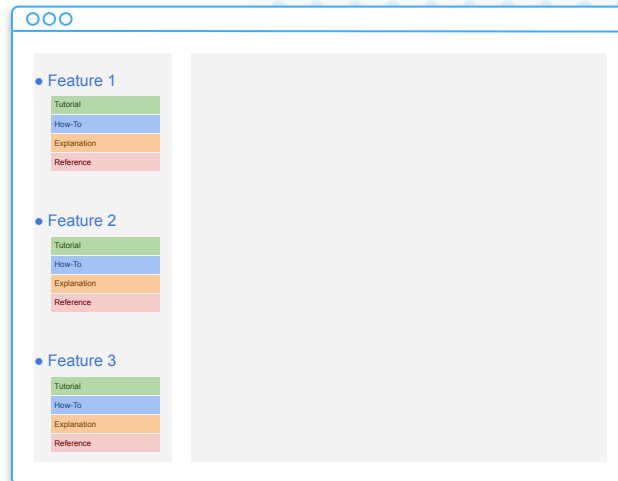 Feature 1
Tutorial
How-To
Explanation
Reference
Feature 2
Tutorial
How-To
Explanation
Reference
Feature 3
Tutorial
How-To
Explanation
Reference